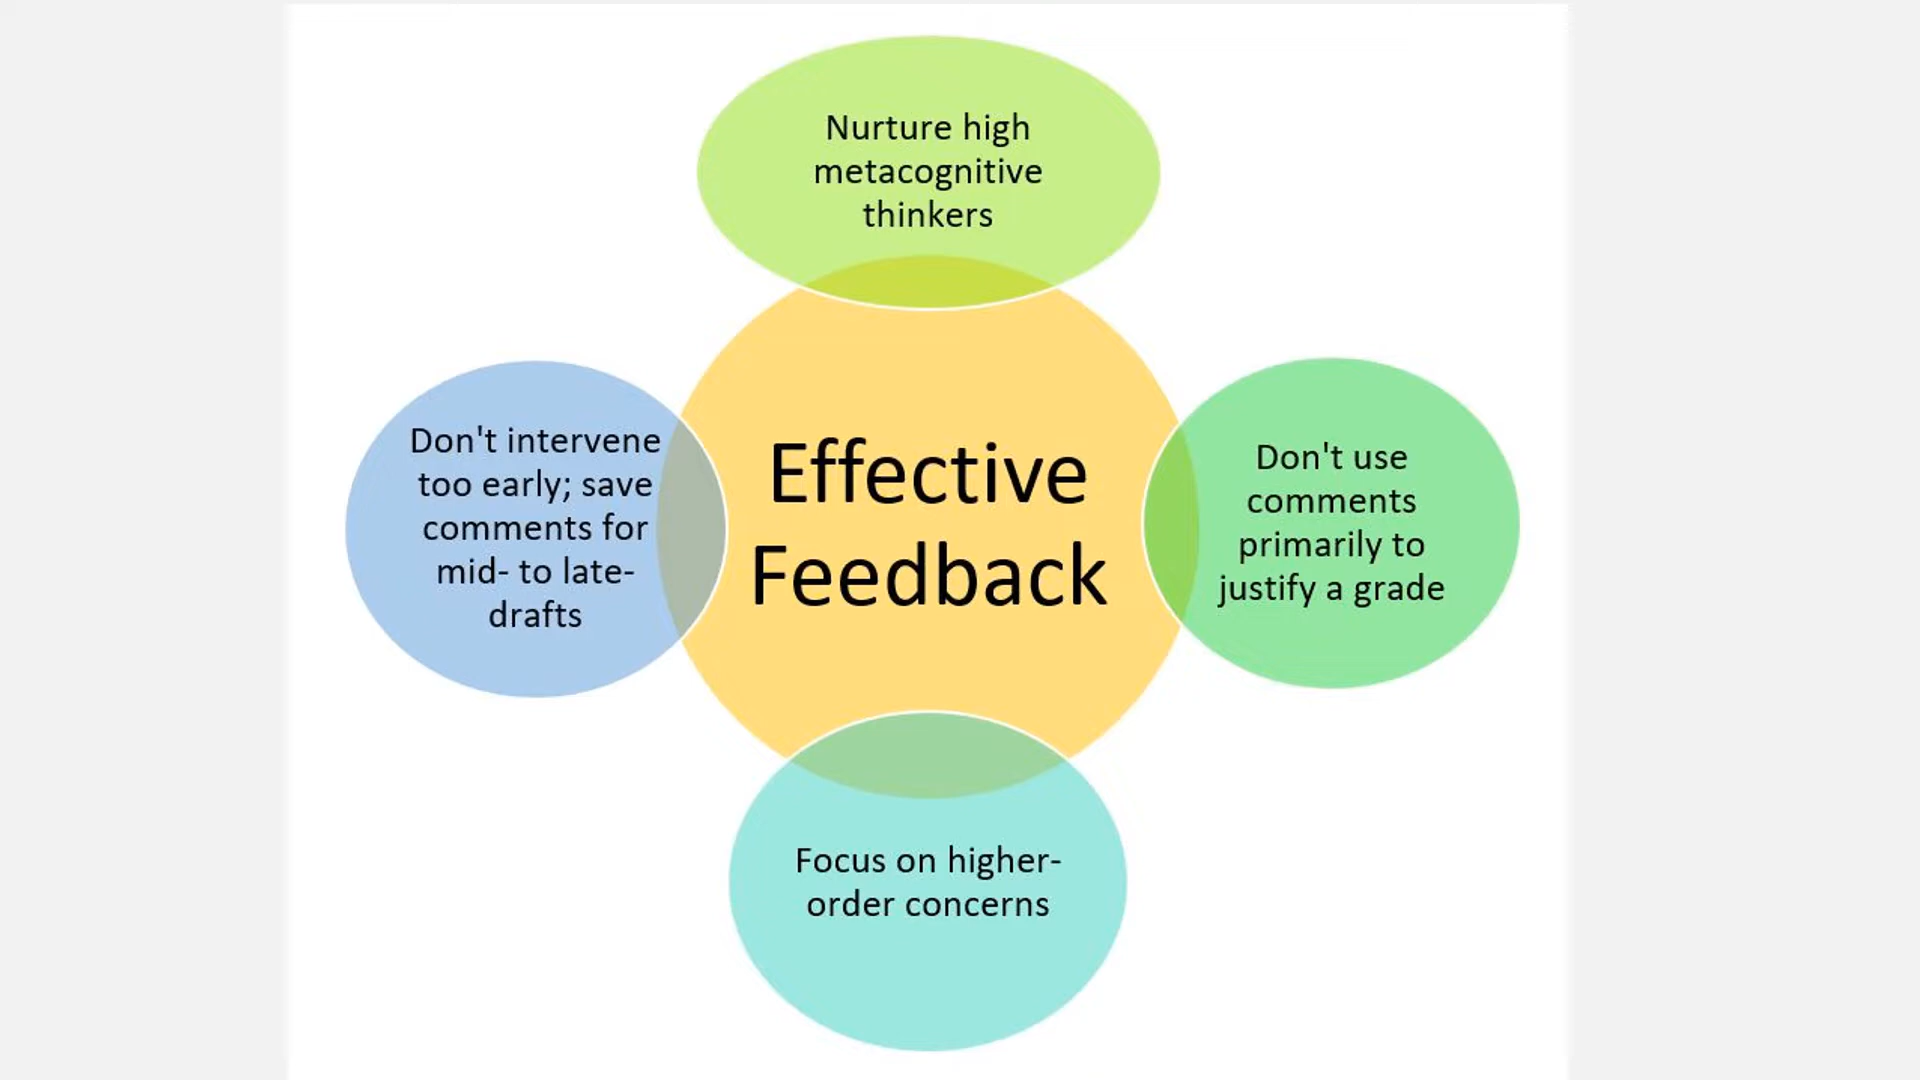 Nurture high
metacognitive
thinkers
Don't intervene
too early; save
comments for
mid- to late-
drafts
Effective
Feedback
Don't use
comments
primarily to
justify a grade
Focus on higher-
order concerns